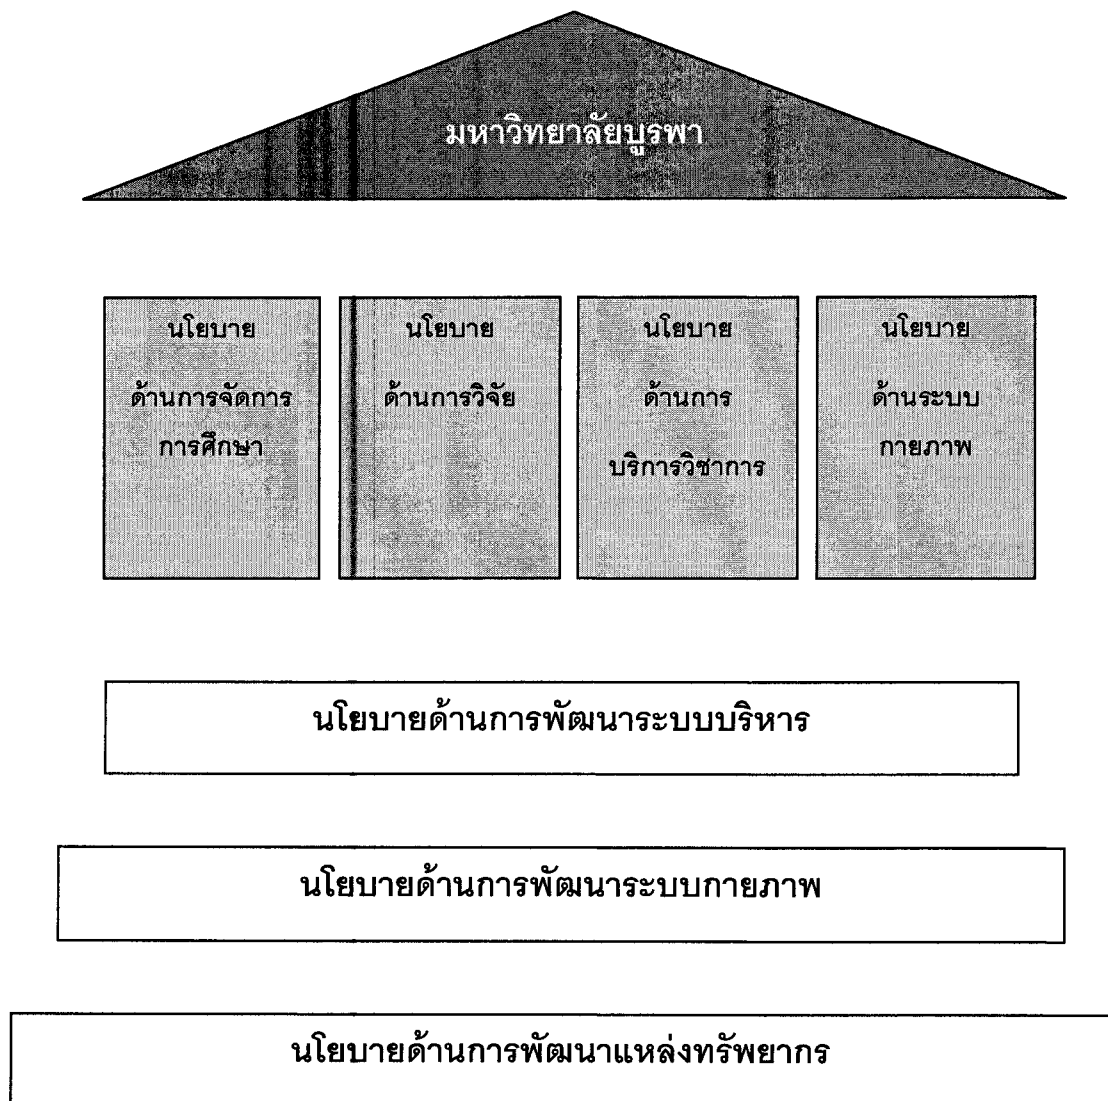 มหาวิทยาลัยบูรพา
นโยบาย
ด้านการจัดการ
การศึกษา
นโยบาย
ด้านการวิจัย
นโยบาย
ด้านการ
บริการวิชาการ
นโยบาย
ด้านระบบ
กายภาพ
นโยบายด้านการพัฒนาระบบบริหาร
นโยบายด้านการพัฒนาระบบกายภาพ
นโยบายด้านการพัฒนาแหล่งทรัพยากร